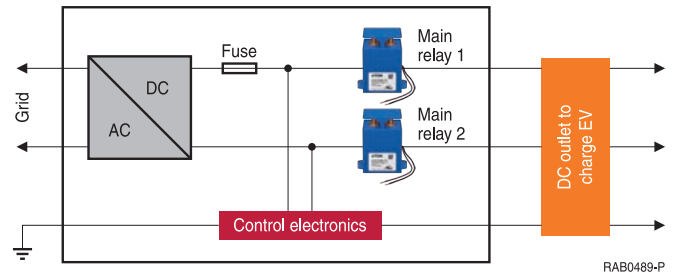 Fuse
Main
relay 1
Grid
DC
AC
Main
relay 2
DC outlet to
charge EV
Control electronics
RAB0489-P